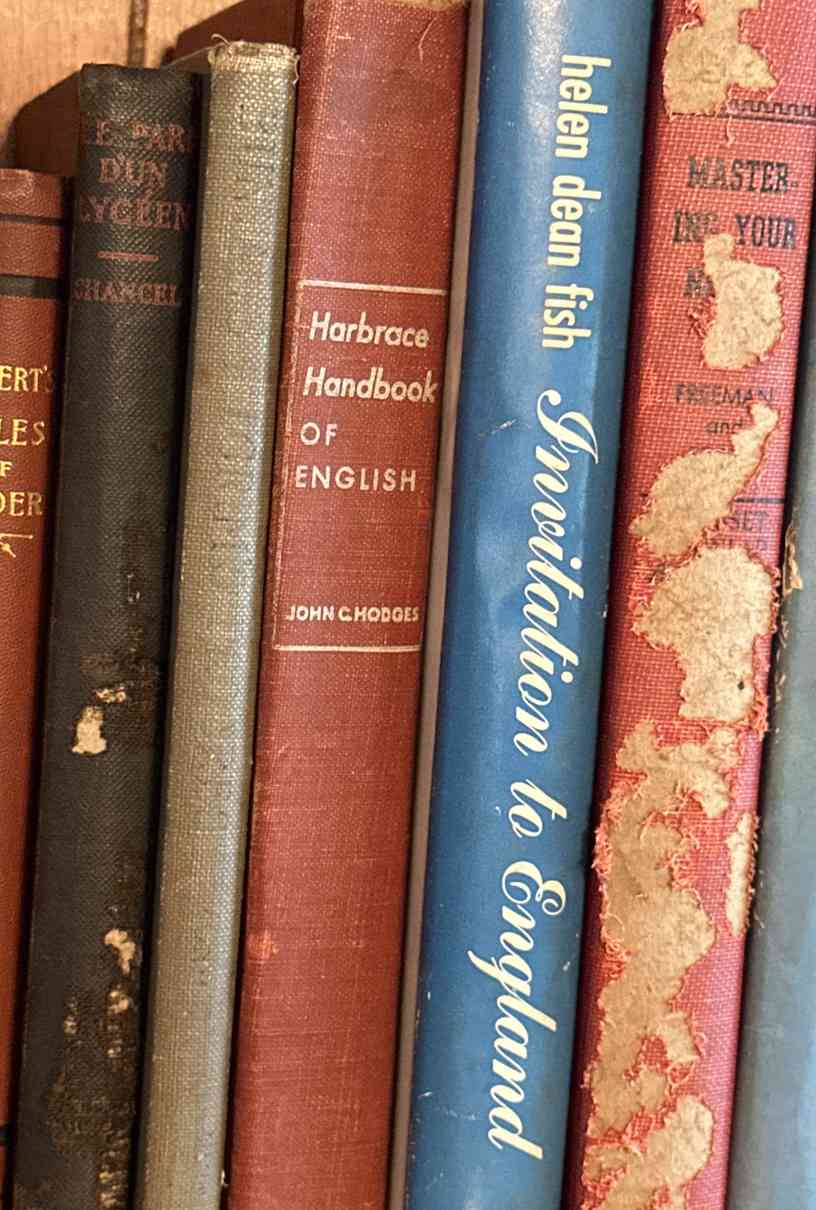 ERT'S
LES
F
DER
E PAR
D'UN
LYCÉEN
CHANCEL
Harbrace
Handbook
OF
ENGLISH
JOHN C. HODGES
helen dean fish Invitation to England
MASTER-
ING YOUR
FREEMAN
and